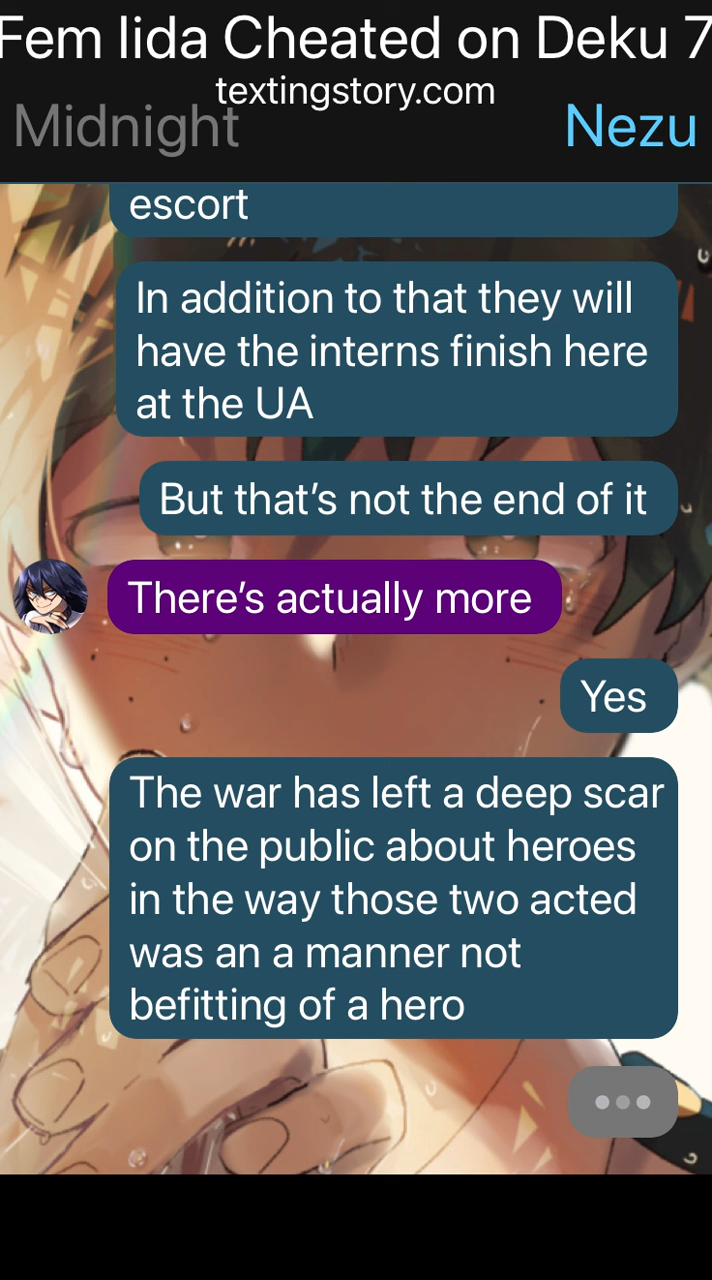 Fem Iida Cheated on Deku 7
textingstory.com
Midnight
Nezu
escort
In addition to that they will
have the interns finish here
at the UA
But that’s not the end of it
There’s actually more
Yes
The war has left a deep scar
on the public about heroes
in the way those two acted
was an a manner not
befitting of a hero